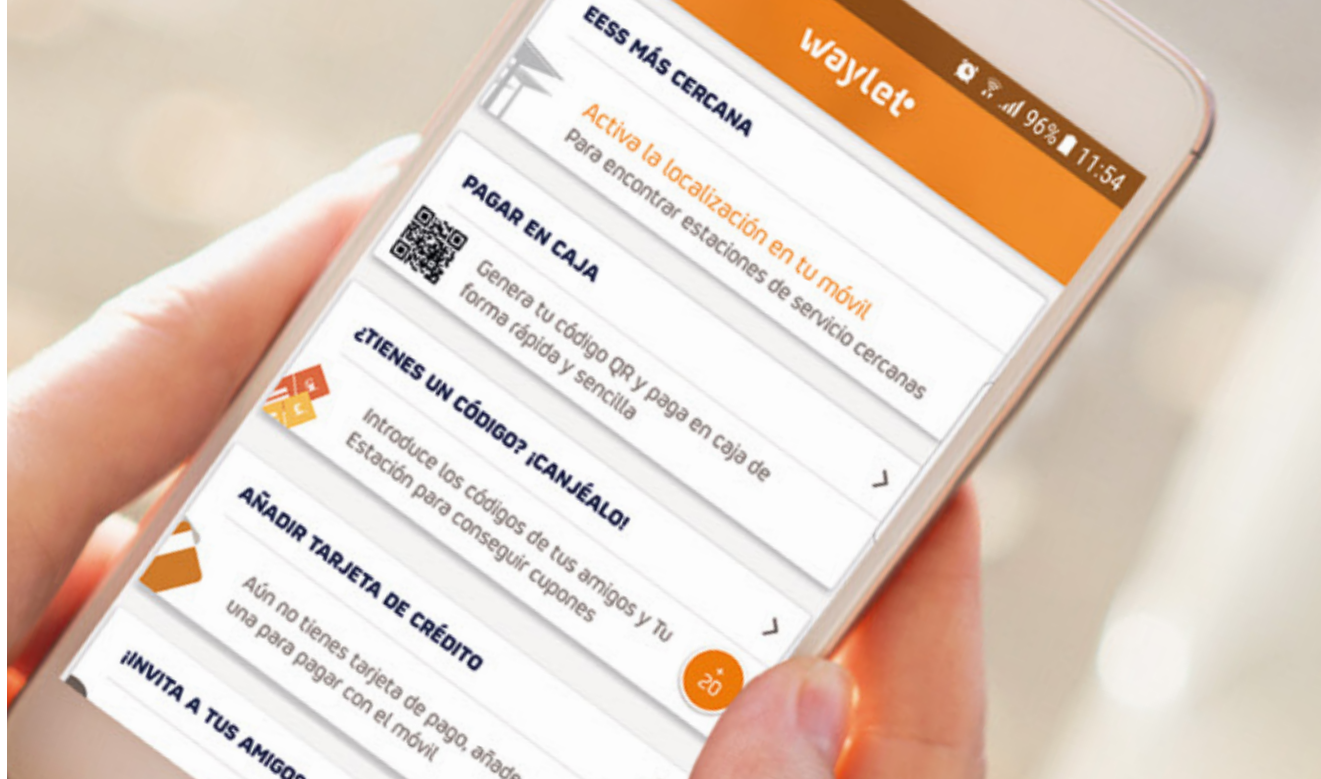 96% 11:54
waylet
EESS MÁS CERCANA
Activa la localización en tu móvil
Para encontrar estaciones de servicio cercanas
PAGAR EN CAJA
Genera tu código QR y paga en caja de
forma rápida y sencilla
¿TIENES UN CÓDIGO? ¡CANJÉALO!
Introduce los códigos de tus amigos y Tu
Estación para conseguir cupones
+
20
AÑADIR TARJETA DE CRÉDITO
Aún no tienes tarjeta de pago, añade
una para pagar con el móvil
¡INVITA A TUS AMIGOS